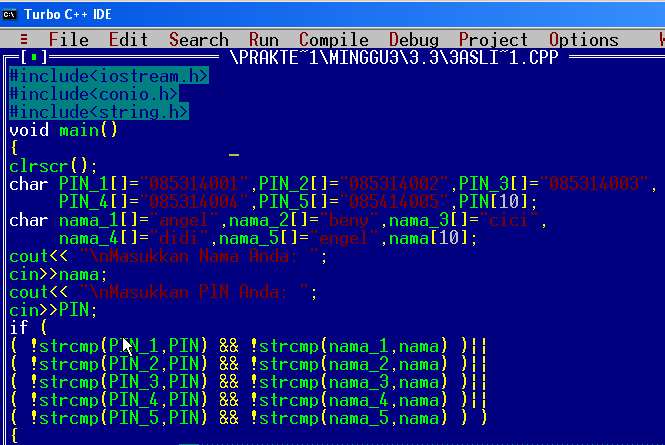 Turbo C++ IDE
≡ File Edit Search Run Compile Debug Project Options
\PRAKTE~1\MINGGU3\3.3\3ASLI~1.CPP
#include<iostream.h>
#include<conio.h>
#include<string.h>
void main()
{
clrscr();
char PIN_1[]="085314001",PIN_2[]="085314002",PIN_3[]="085314003",
PIN_4[]="085314004",PIN_5[]="085414005",PIN[10];
char nama_1[]="angel",nama_2[]="beny",nama_3[]="cici",
nama_4[]="didi",nama_5[]="engel",nama[10];
cout<< "\nMasukkan Nama Anda: ";
cin>>nama;
cout<< "\nMasukkan PIN Anda: ";
cin>>PIN;
if (
( !strcmp(PIN_1,PIN) && !strcmp(nama_1,nama) )||
( !strcmp(PIN_2,PIN) && !strcmp(nama_2,nama) )||
( !strcmp(PIN_3,PIN) && !strcmp(nama_3,nama) )||
( !strcmp(PIN_4,PIN) && !strcmp(nama_4,nama) )||
( !strcmp(PIN_5,PIN) && !strcmp(nama_5,nama) ) )
{